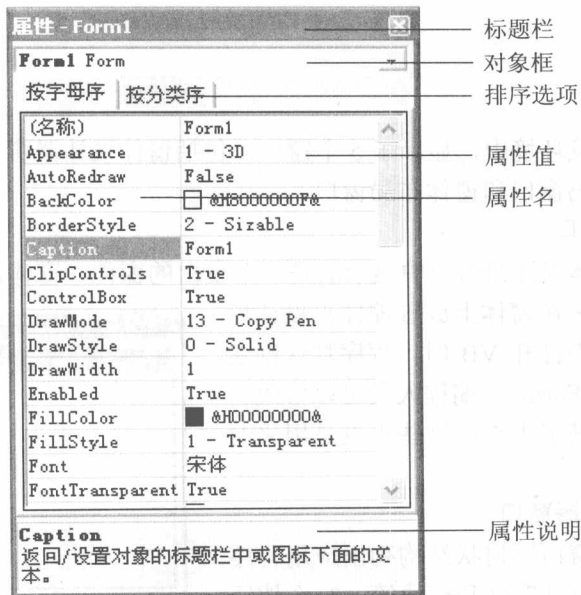 属性 - Form1
标题栏
Form1 Form
对象框
按字母序 按分类序
排序选项
(名称) Form1
Appearance 1 - 3D
属性值
AutoRedraw False
BackColor &H8000000F&
属性名
BorderStyle 2 - Sizable
Caption Form1
ClipControls True
ControlBox True
DrawMode 13 - Copy Pen
DrawStyle 0 - Solid
DrawWidth 1
Enabled True
FillColor &H00000000&
FillStyle 1 - Transparent
Font 宋体
FontTransparent True
Caption
属性说明
返回/设置对象的标题栏中或图标下面的文
本。